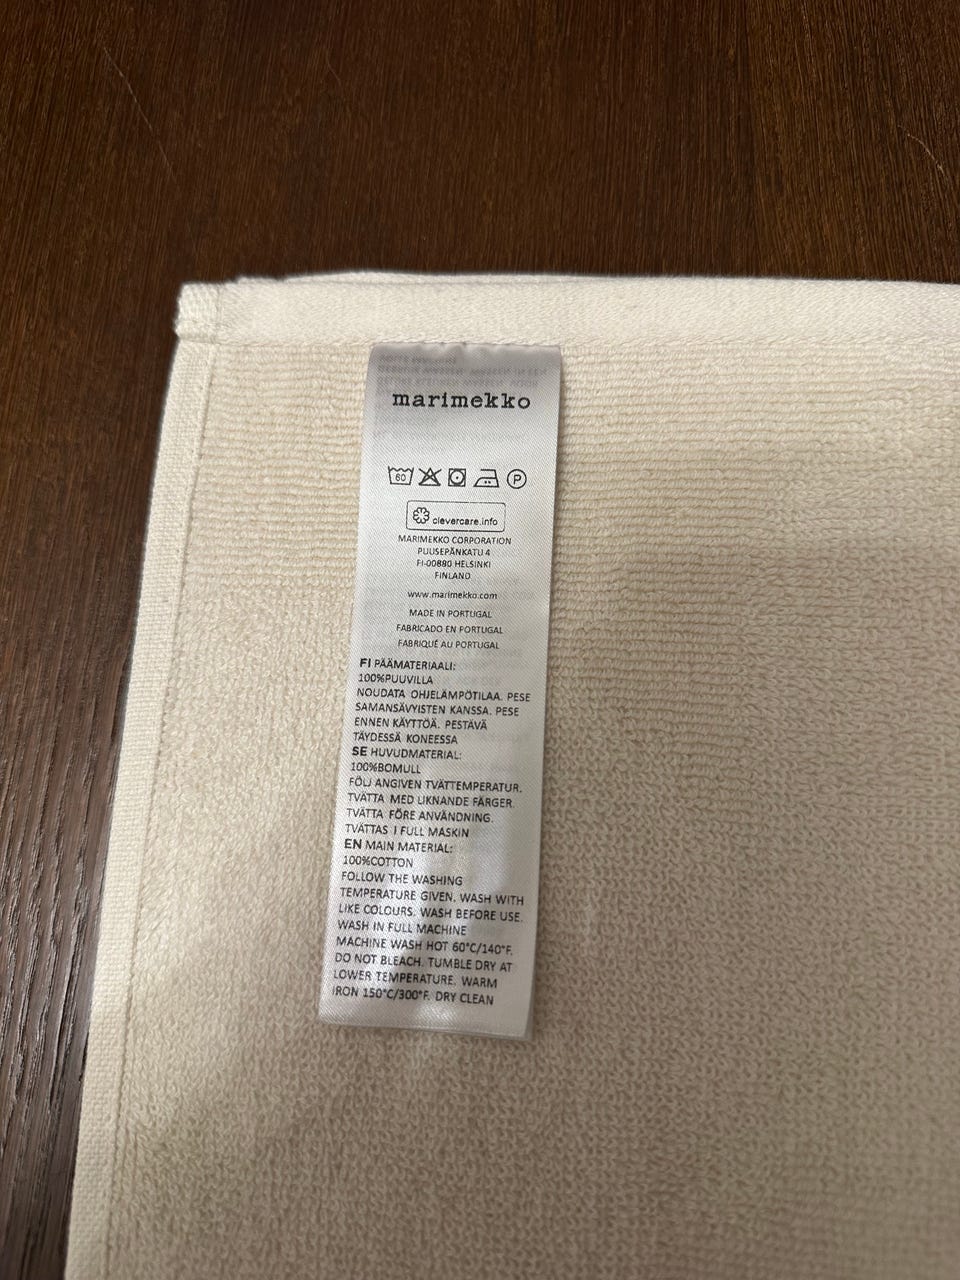 marimekko
60 P
clevercare.info
MARIMEKKO CORPORATION
PUUSEPÄNKATU 4
FI-00880 HELSINKI
FINLAND
www.marimekko.com
MADE IN PORTUGAL
FABRICADO EN PORTUGAL
FABRIQUÉ AU PORTUGAL
FI PÄÄMATERIAALI:
100%PUUVILLA
NOUDATA OHJELÄMPÖTILAA. PESE
SAMANSÄVYISTEN KANSSA. PESE
ENNEN KÄYTTÖÄ. PESTÄVÄ
TÄYDESSÄ KONEESSA
SE HUVUDMATERIAL:
100%BOMULL
FÖLJ ANGIVEN TVÄTTEMPERATUR.
TVÄTTA MED LIKNANDE FÄRGER.
TVÄTTA FÖRE ANVÄNDNING.
TVÄTTAS I FULL MASKIN
EN MAIN MATERIAL:
100%COTTON
FOLLOW THE WASHING
TEMPERATURE GIVEN. WASH WITH
LIKE COLOURS. WASH BEFORE USE.
WASH IN FULL MACHINE
MACHINE WASH HOT 60°C/140°F.
DO NOT BLEACH. TUMBLE DRY AT
LOWER TEMPERATURE. WARM
IRON 150°C/300°F. DRY CLEAN